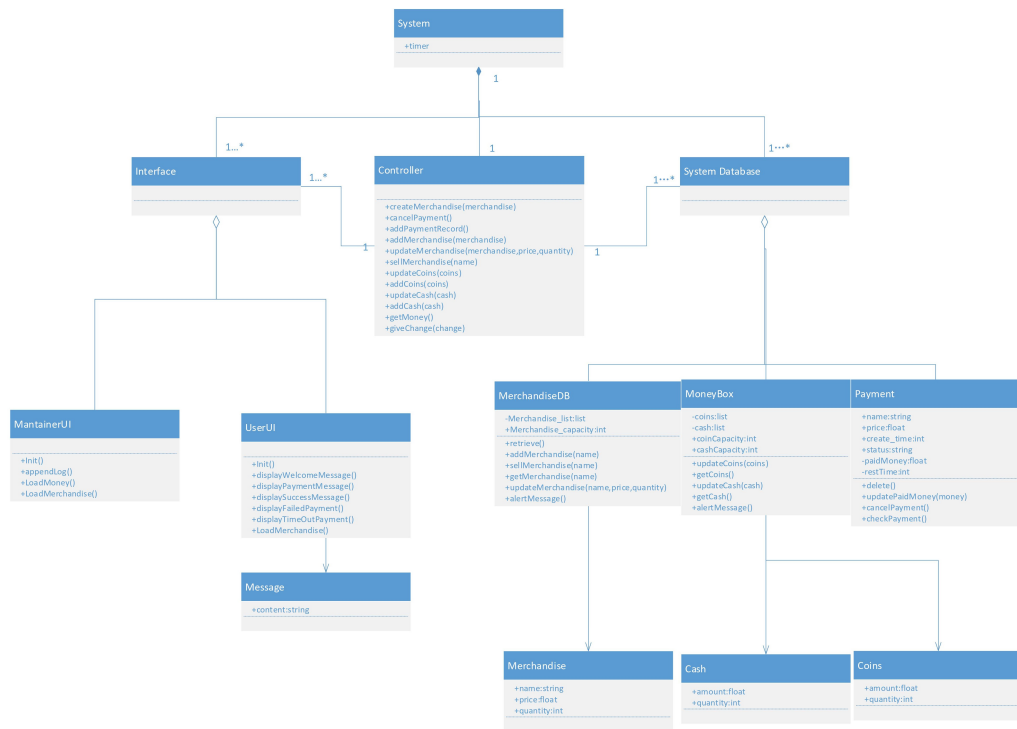 System
+timer
1
1...*
1
1···*
Interface
1...*
1
Controller
+createMerchandise(merchandise)
+cancelPayment()
+addPaymentRecord()
+addMerchandise(merchandise)
+updateMerchandise(merchandise,price,quantity)
+sellMerchandise(name)
+updateCoins(coins)
+addCoins(coins)
+updateCash(cash)
+addCash(cash)
+getMoney()
+giveChange(change)
1···*
1
System Database
MantainerUI
+Init()
+appendLog()
+LoadMoney()
+LoadMerchandise()
UserUI
+Init()
+displayWelcomeMessage()
+displayPaymentMessage()
+displaySuccessMessage()
+displayFailedPayment()
+displayTimeOutPayment()
+LoadMerchandise()
Message
+content:string
MerchandiseDB
-Merchandise_list:list
+Merchandise_capacity:int
+retrieve()
+addMerchandise(name)
+sellMerchandise(name)
+getMerchandise(name)
+updateMerchandise(name,price,quantity)
+alertMessage()
MoneyBox
-coins:list
-cash:list
+coinCapacity:int
+cashCapacity:int
+updateCoins(coins)
+getCoins()
+updateCash(cash)
+getCash()
+alertMessage()
Payment
+name:string
+price:float
+create_time:int
+status:string
-paidMoney:float
-restTime:int
+delete()
+updatePaidMoney(money)
+cancelPayment()
+checkPayment()
Merchandise
+name:string
+price:float
+quantity:int
Cash
+amount:float
+quantity:int
Coins
+amount:float
+quantity:int